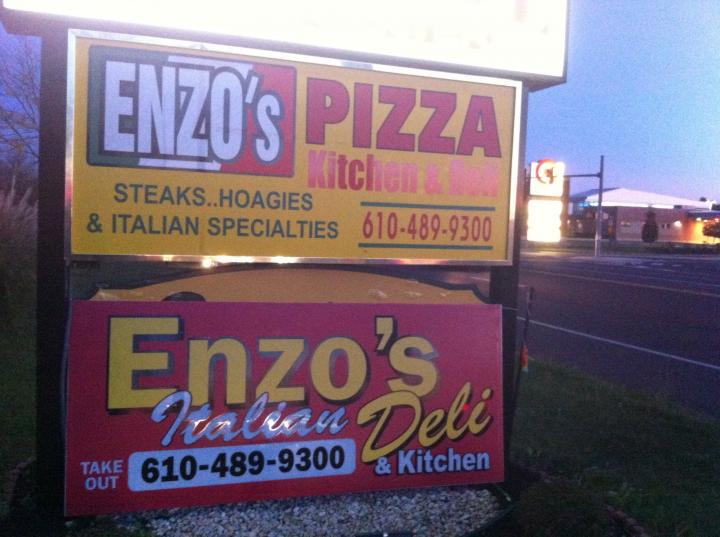 ENZO's PIZZA
Kitchen & Deli
STEAKS..HOAGIES
& ITALIAN SPECIALTIES
610-489-9300
Enzo's
Italian Deli
& Kitchen
TAKE OUT
610-489-9300